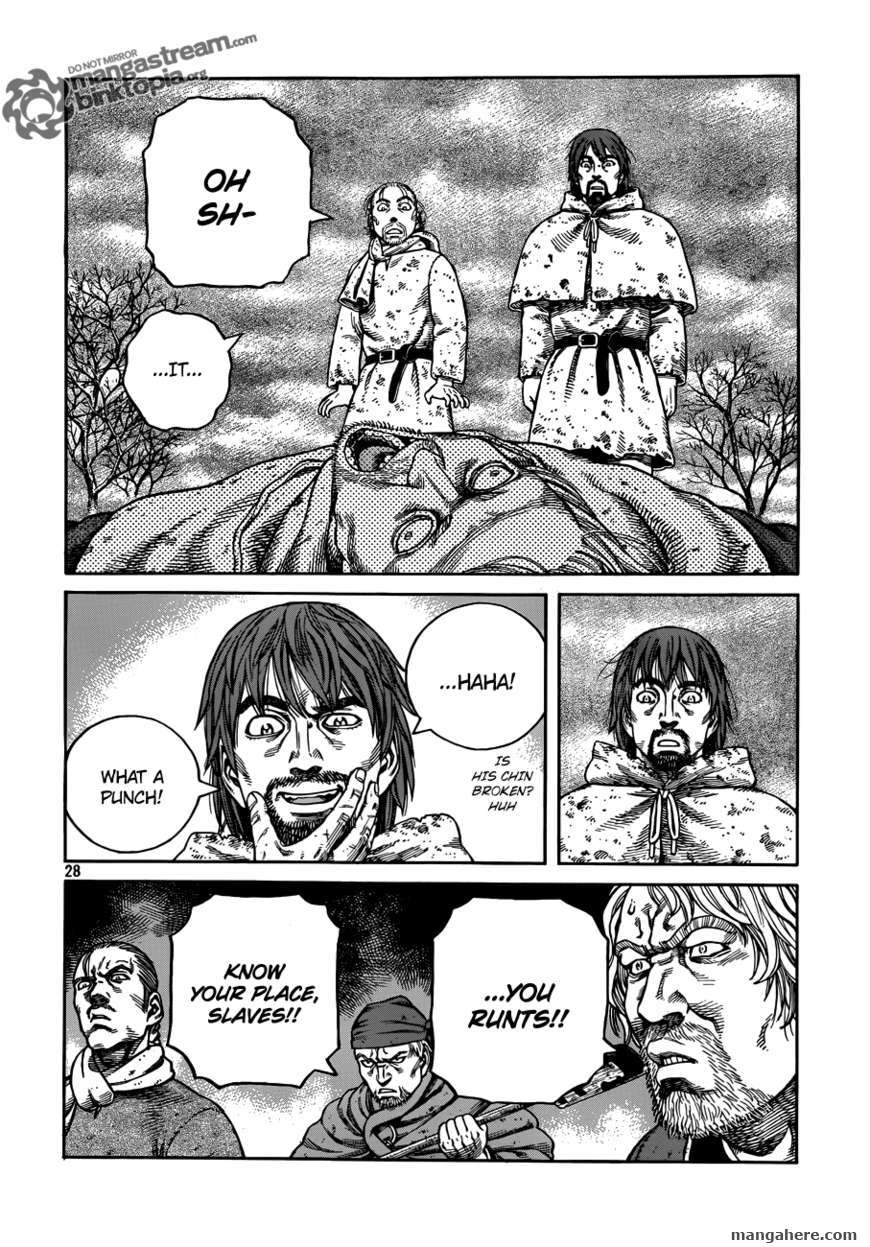 DO NOT MIRROR
mangastream.com
binktopia.org
OH
SH-
...IT...
...HAHA!
WHAT A
PUNCH!
IS
HIS CHIN
BROKEN?
HUH
28
KNOW
YOUR PLACE,
SLAVES!!
...YOU
RUNTS!!
mangahere.com